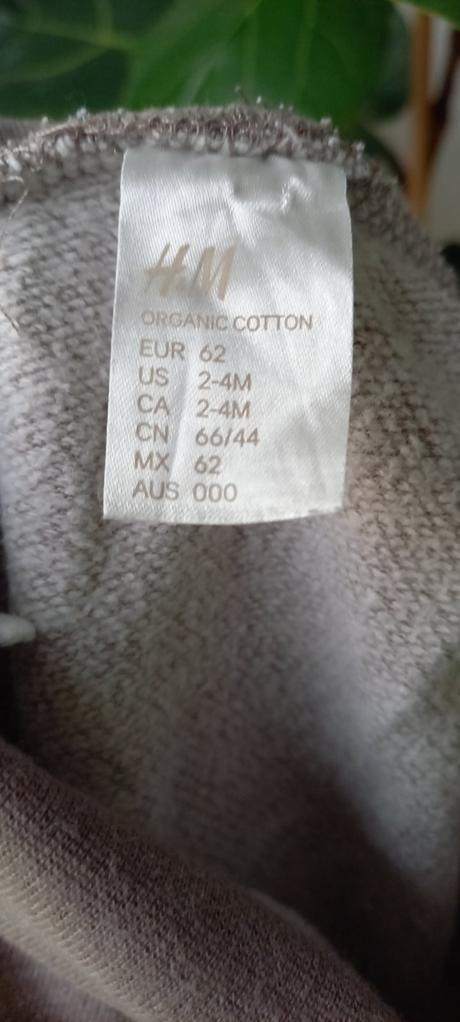 H&M
ORGANIC COTTON
EUR 62
US 2-4M
CA 2-4M
CN 66/44
MX 62
AUS 000